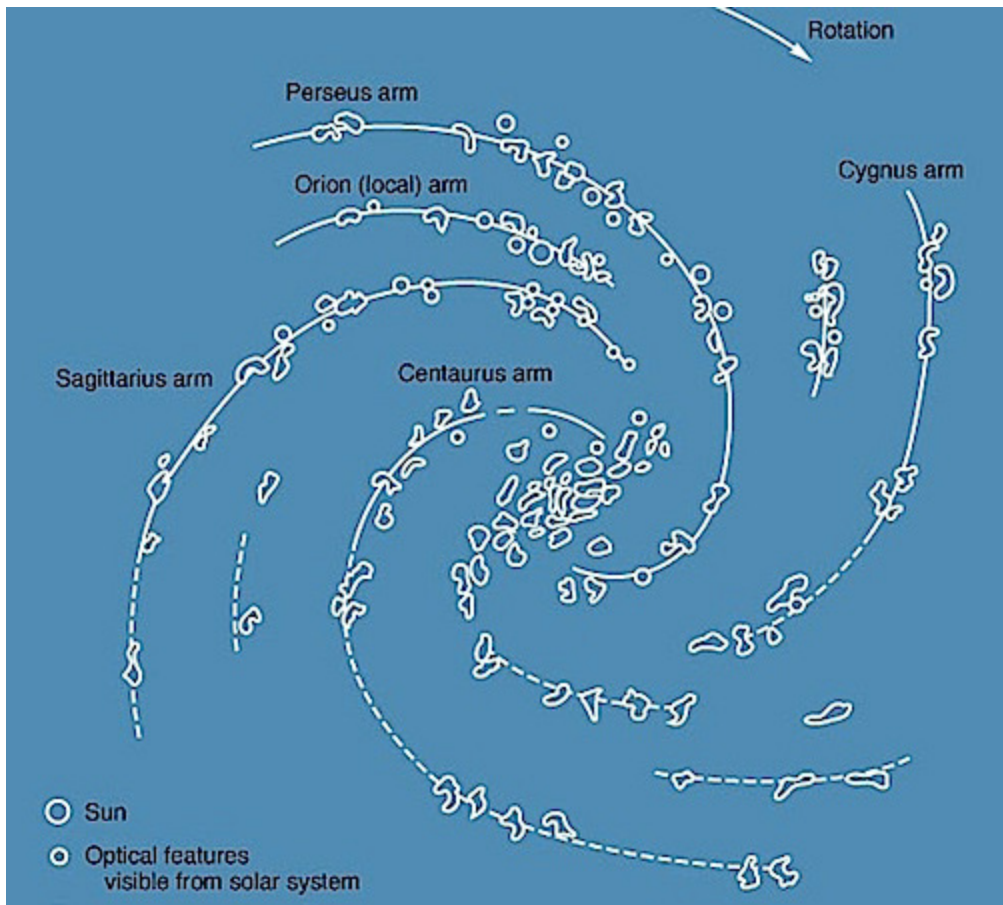 Rotation
Perseus arm
Cygnus arm
Orion (local) arm
Sagittarius arm
Centaurus arm
Sun
Optical features
visible from solar system